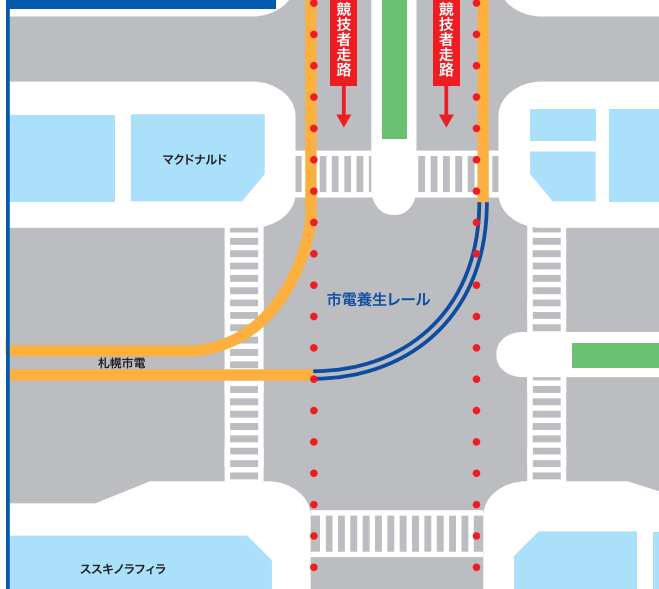 競技者走路
競技者走路
マクドナルド
市電養生レール
札幌市電
ススキノラフィラ